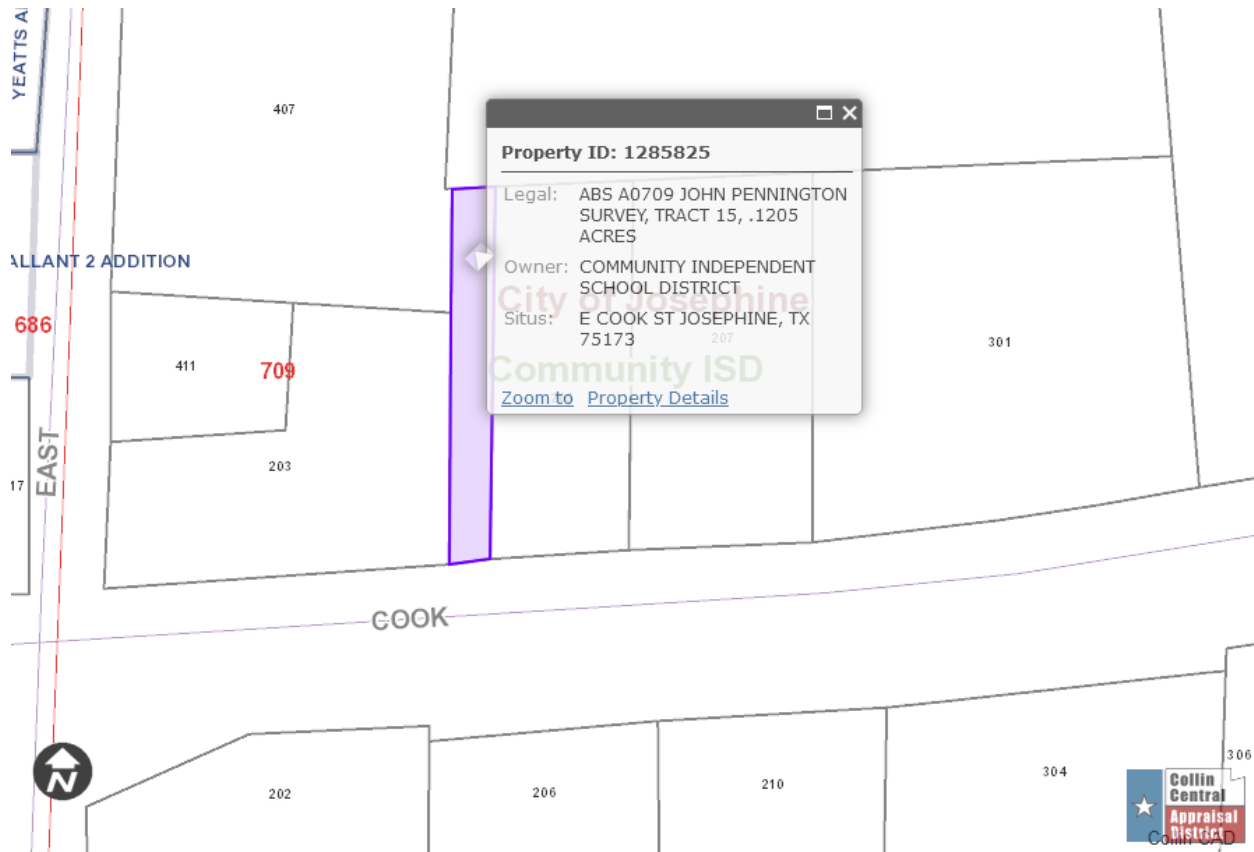 YEATTS A
407
Property ID: 1285825
Legal: ABS A0709 JOHN PENNINGTON
SURVEY, TRACT 15, .1205
ACRES
Owner: COMMUNITY INDEPENDENT
SCHOOL DISTRICT
City of Josephine
Situs: E COOK ST JOSEPHINE, TX
75173
207
Community ISD
Zoom to Property Details
ALLANT 2 ADDITION
686
411
709
301
EAST
203
17
COOK
N
202
206
210
304
306
Collin
Central
Appraisal
District
Collin CAD